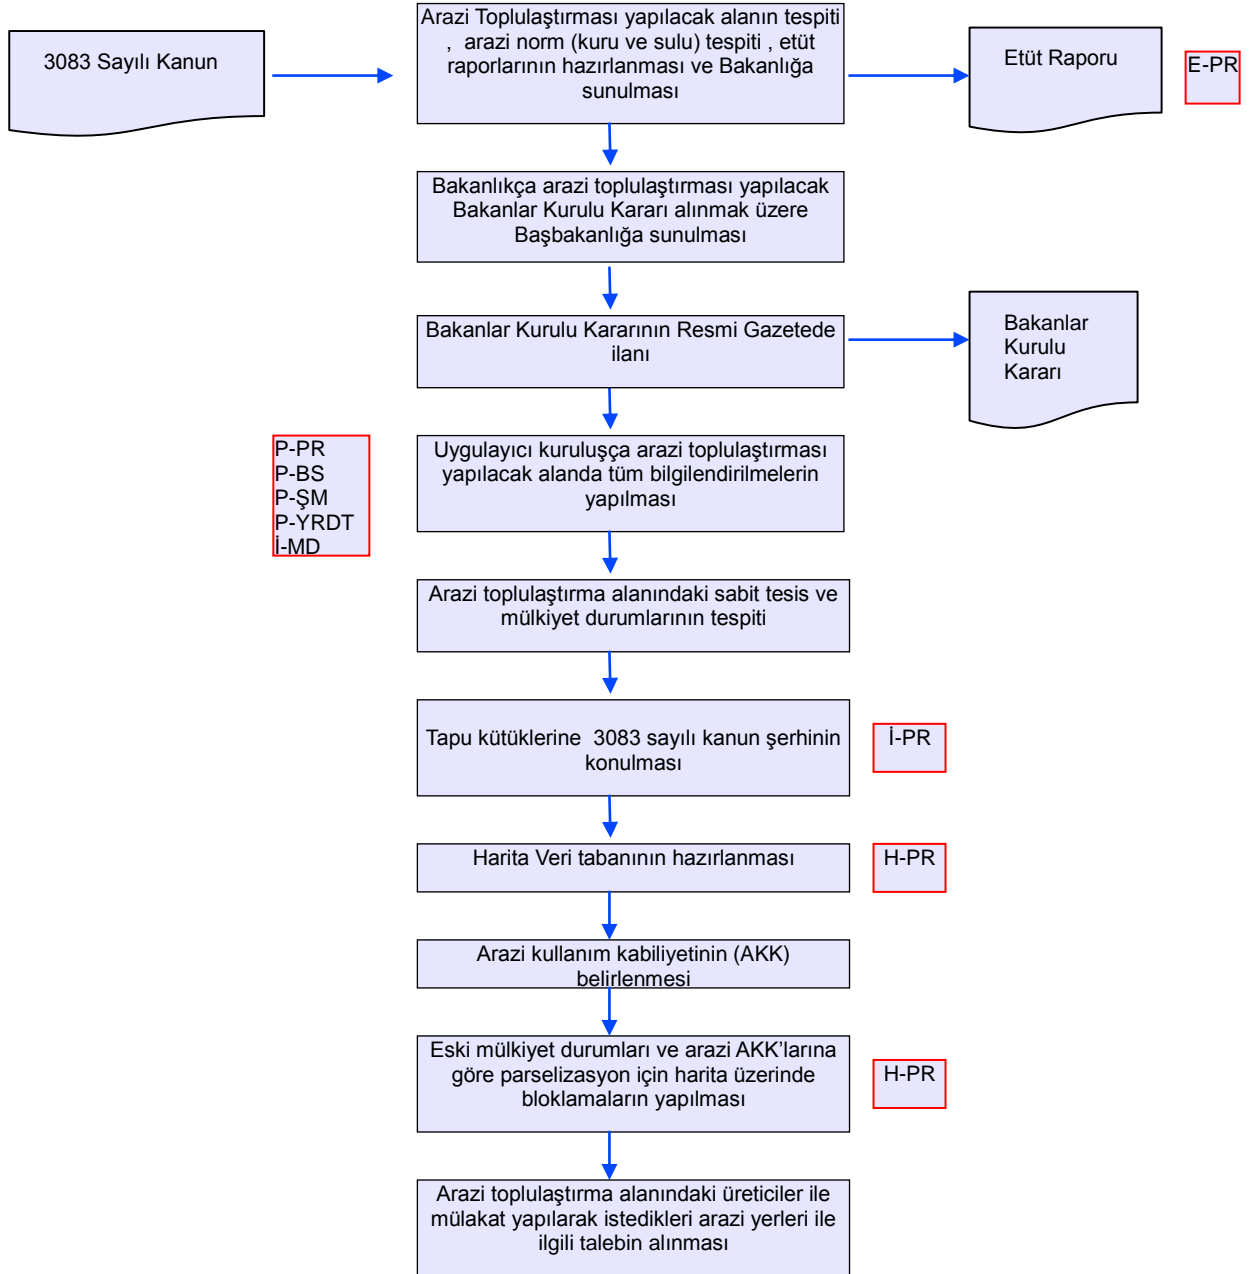 3083 Sayılı Kanun
Arazi Toplulaştırması yapılacak alanın tespiti
, arazi norm (kuru ve sulu) tespiti , etüt
raporlarının hazırlanması ve Bakanlığa
sunulması
Etüt Raporu
E-PR
Bakanlıkça arazi toplulaştırması yapılacak
Bakanlar Kurulu Kararı alınmak üzere
Başbakanlığa sunulması
Bakanlar Kurulu Kararının Resmi Gazetede
ilanı
Bakanlar
Kurulu
Kararı
P-PR
P-BS
P-ŞM
P-YRDT
İ-MD
Uygulayıcı kuruluşça arazi toplulaştırması
yapılacak alanda tüm bilgilendirilmelerin
yapılması
Arazi toplulaştırma alanındaki sabit tesis ve
mülkiyet durumlarının tespiti
Tapu kütüklerine 3083 sayılı kanun şerhinin
konulması
İ-PR
Harita Veri tabanının hazırlanması
H-PR
Arazi kullanım kabiliyetinin (AKK)
belirlenmesi
Eski mülkiyet durumları ve arazi AKK’larına
göre parselizasyon için harita üzerinde
bloklamaların yapılması
H-PR
Arazi toplulaştırma alanındaki üreticiler ile
mülakat yapılarak istedikleri arazi yerleri ile
ilgili talebin alınması